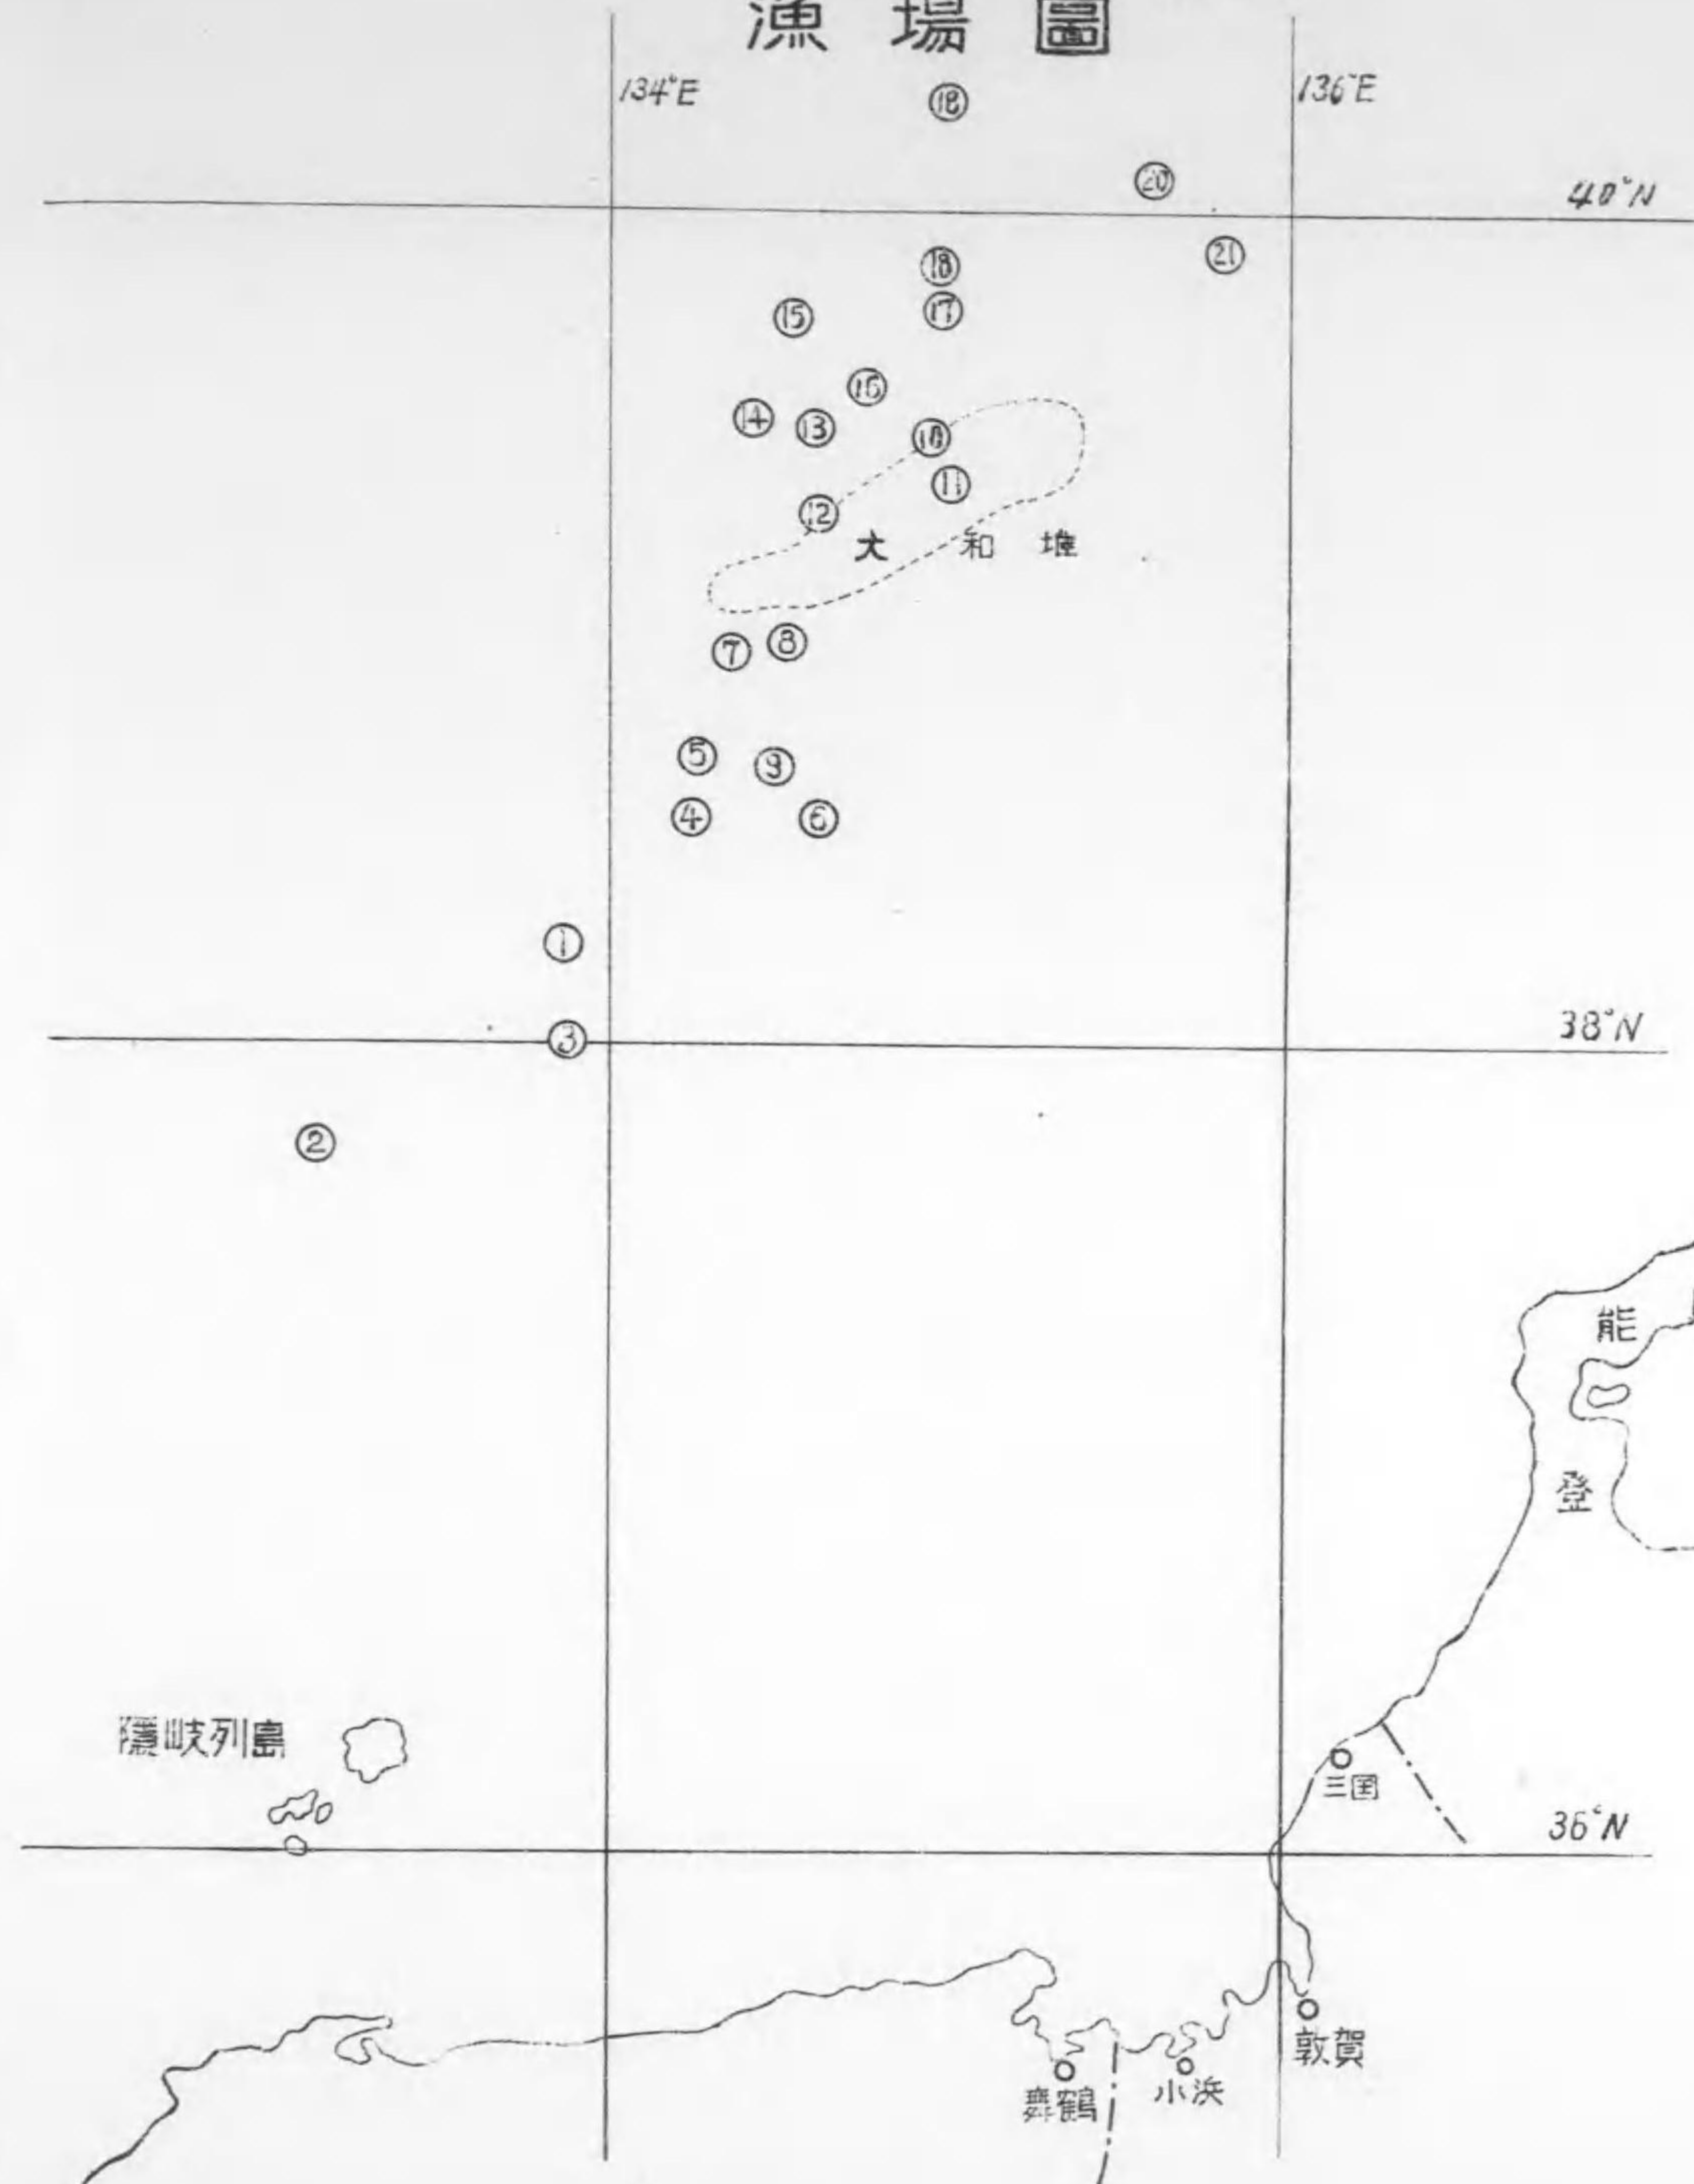 漁場圖
134°E
136°E
⑱
⑳
40°N
㉑
⑱
⑰
⑮
⑯
⑭
⑬
⑩
⑪
⑫
大和堆
⑦
⑧
⑤
⑨
④
⑥
①
③
38°N
②
能登
隱岐列島
三国
36°N
敦賀
舞鶴
小浜